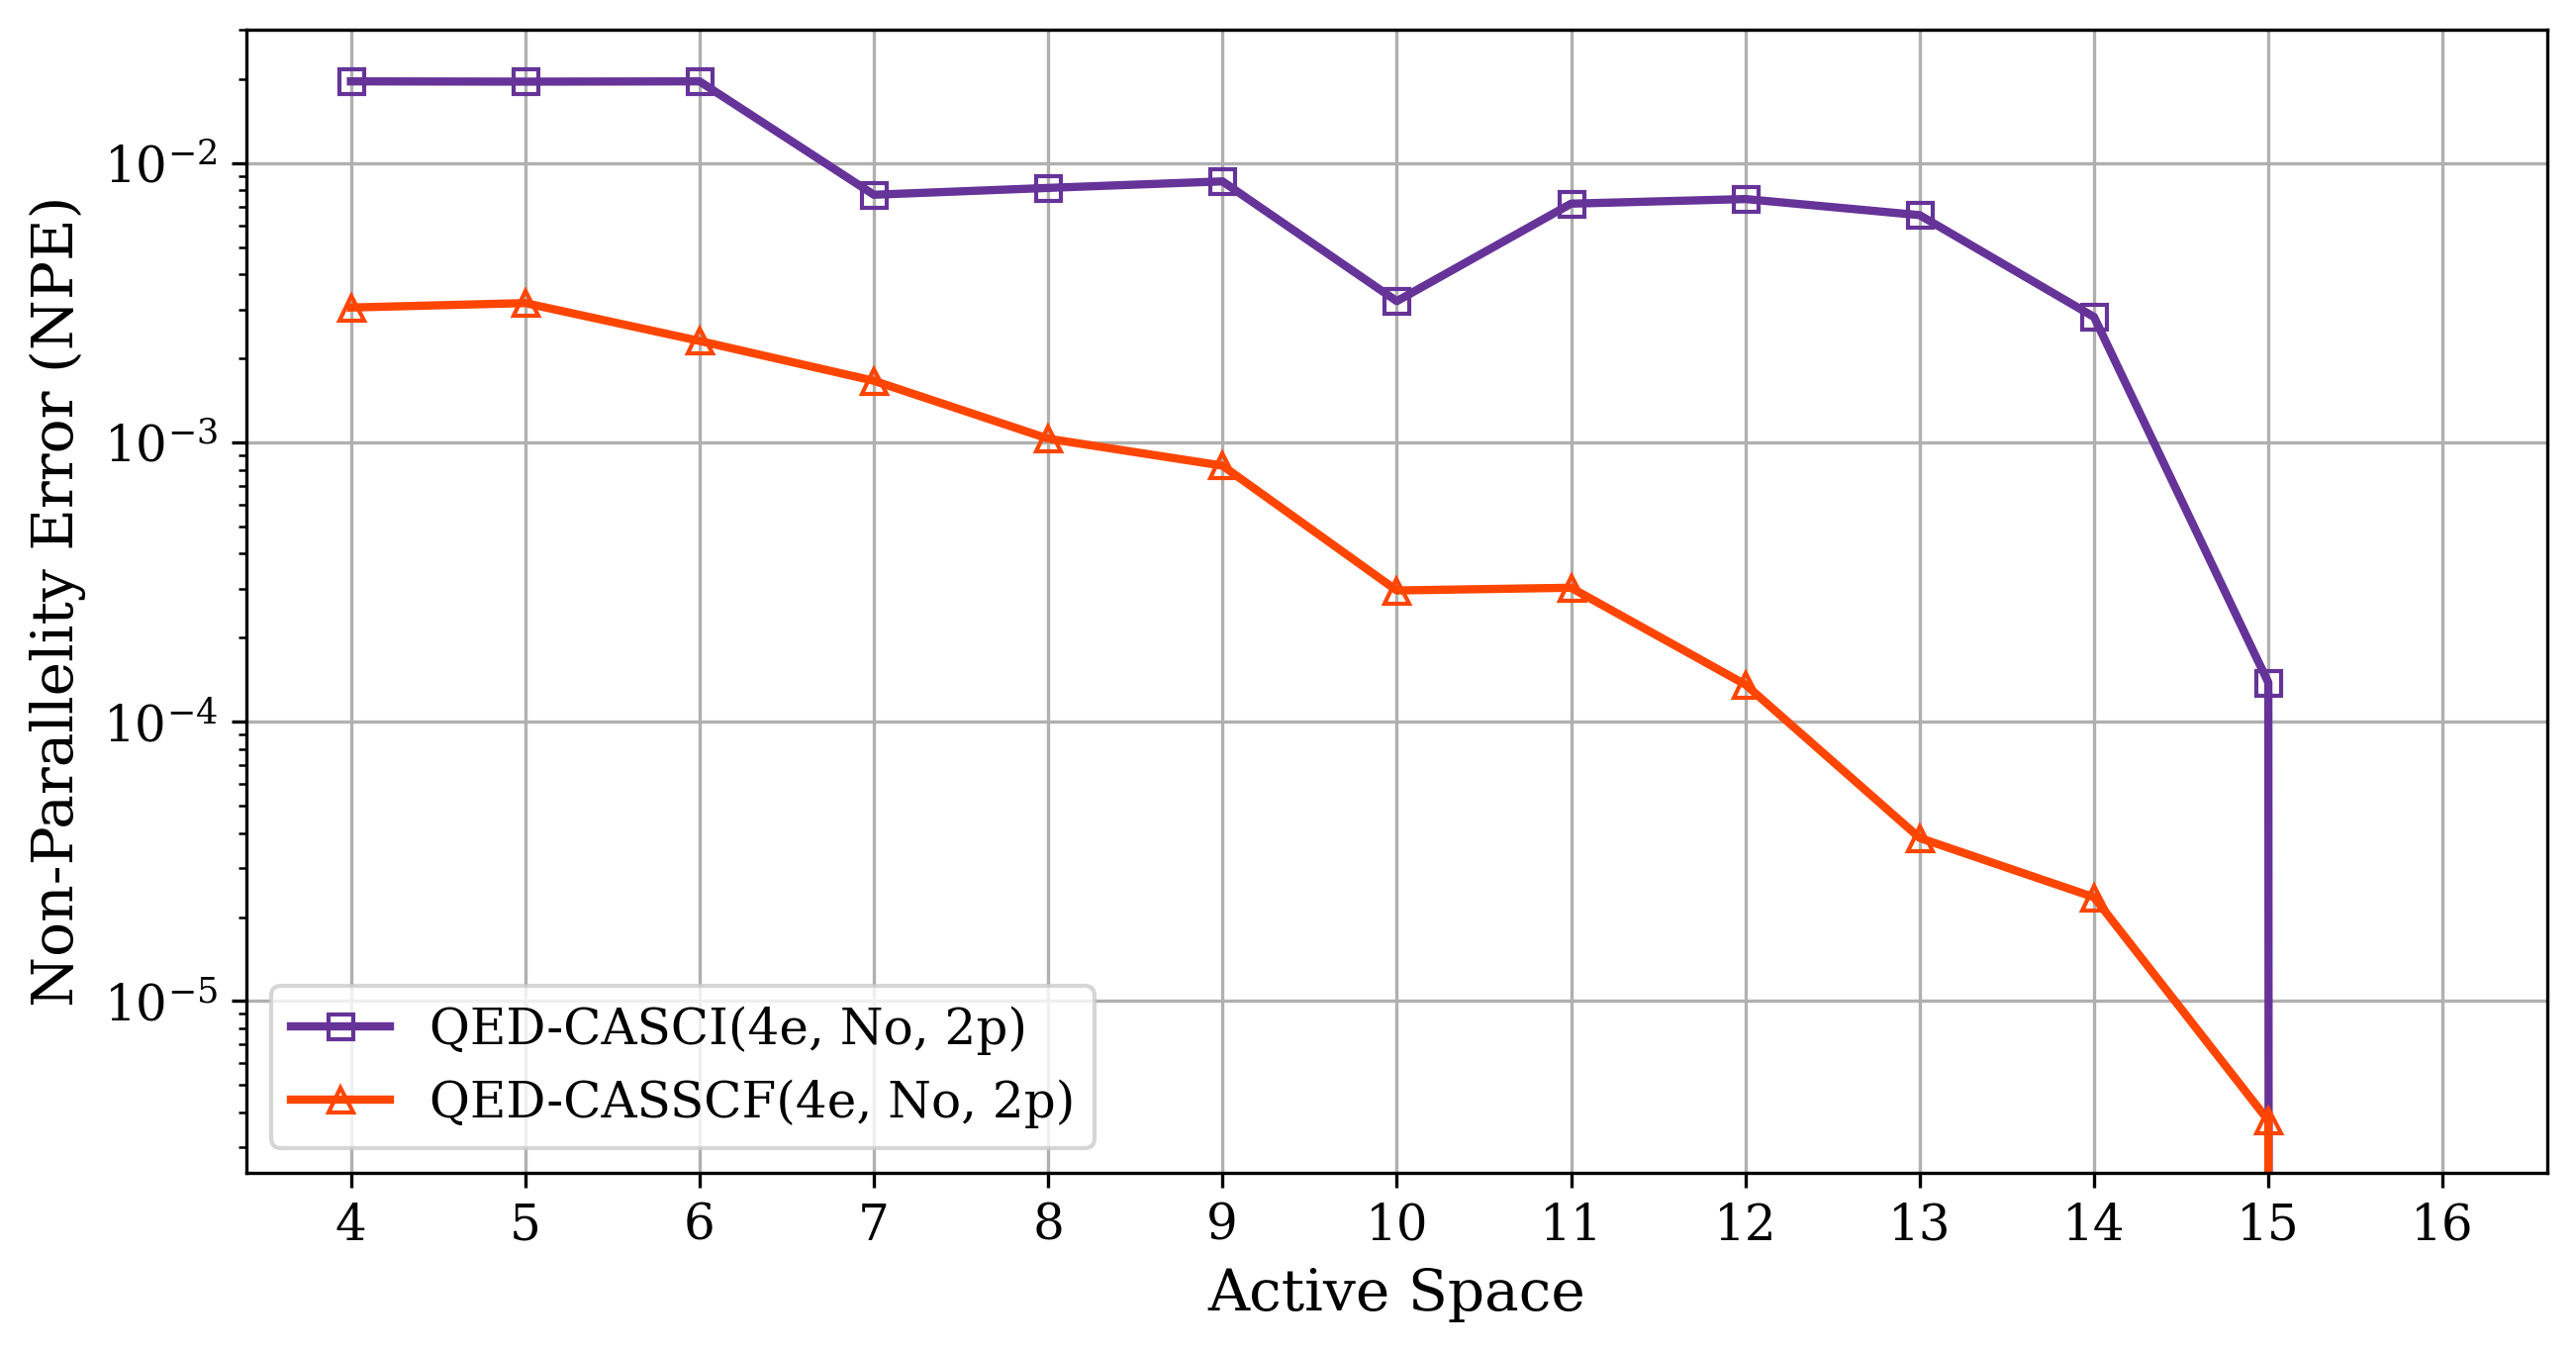 Non-Parallelity Error (NPE)
10⁻²
10⁻³
10⁻⁴
10⁻⁵
QED-CASCI(4e, No, 2p)
QED-CASSCF(4e, No, 2p)
4 5 6 7 8 9 10 11 12 13 14 15 16
Active Space